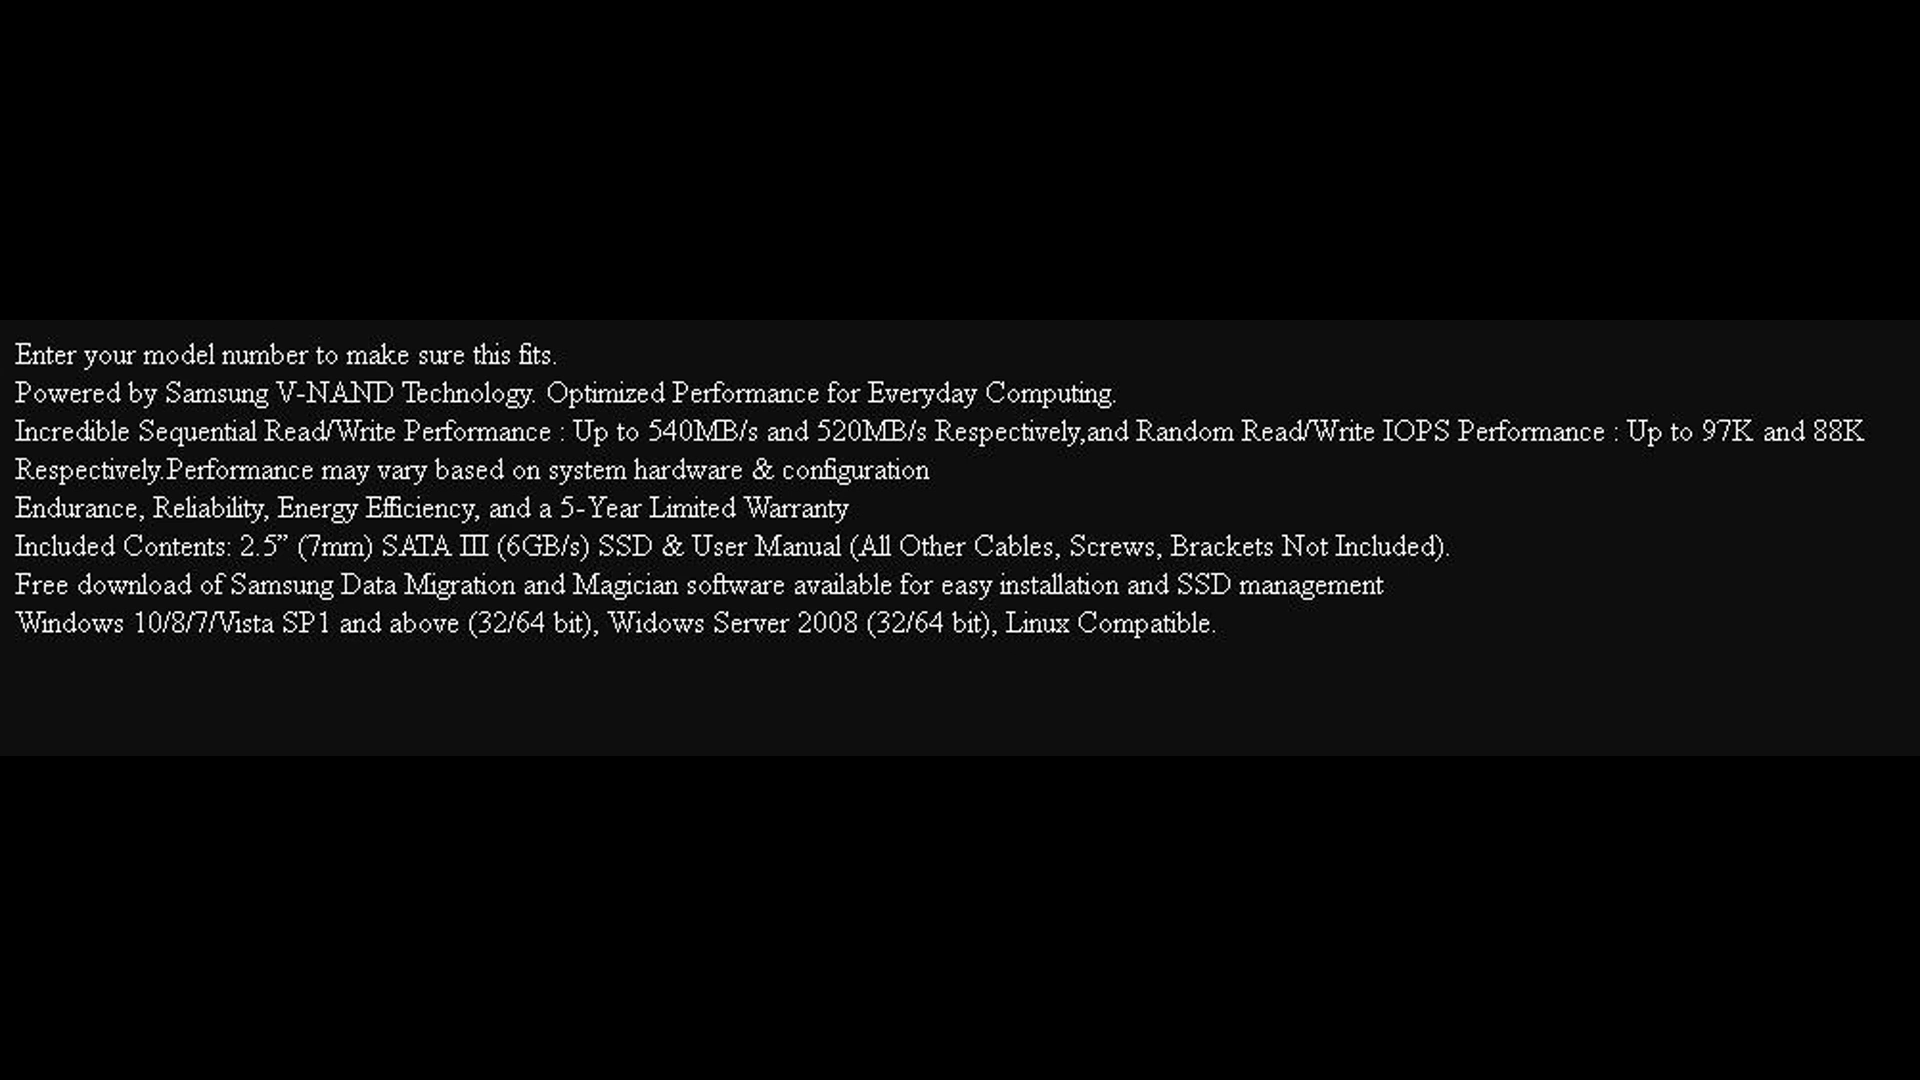 Enter your model number to make sure this fits.
Powered by Samsung V-NAND Technology. Optimized Performance for Everyday Computing.
Incredible Sequential Read/Write Performance : Up to 540MB/s and 520MB/s Respectively,and Random Read/Write IOPS Performance : Up to 97K and 88K
Respectively.Performance may vary based on system hardware & configuration
Endurance, Reliability, Energy Efficiency, and a 5-Year Limited Warranty
Included Contents: 2.5” (7mm) SATA III (6GB/s) SSD & User Manual (All Other Cables, Screws, Brackets Not Included).
Free download of Samsung Data Migration and Magician software available for easy installation and SSD management
Windows 10/8/7/Vista SP1 and above (32/64 bit), Widows Server 2008 (32/64 bit), Linux Compatible.